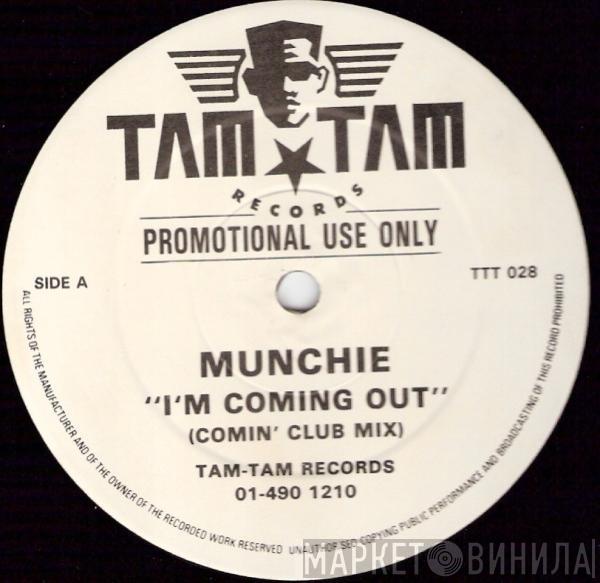 TAM TAM
RECORDS
PROMOTIONAL USE ONLY
SIDE A
TTT 028
MUNCHIE
"I'M COMING OUT"
(COMIN' CLUB MIX)
TAM-TAM RECORDS
01-490 1210
ALL RIGHTS OF THE MANUFACTURER AND OF THE OWNER OF THE RECORDED WORK RESERVED UNAUTHORISED COPYING PUBLIC PERFORMANCE AND BROADCASTING OF THIS RECORD PROHIBITED
МАРКЕТ ВИНИЛА